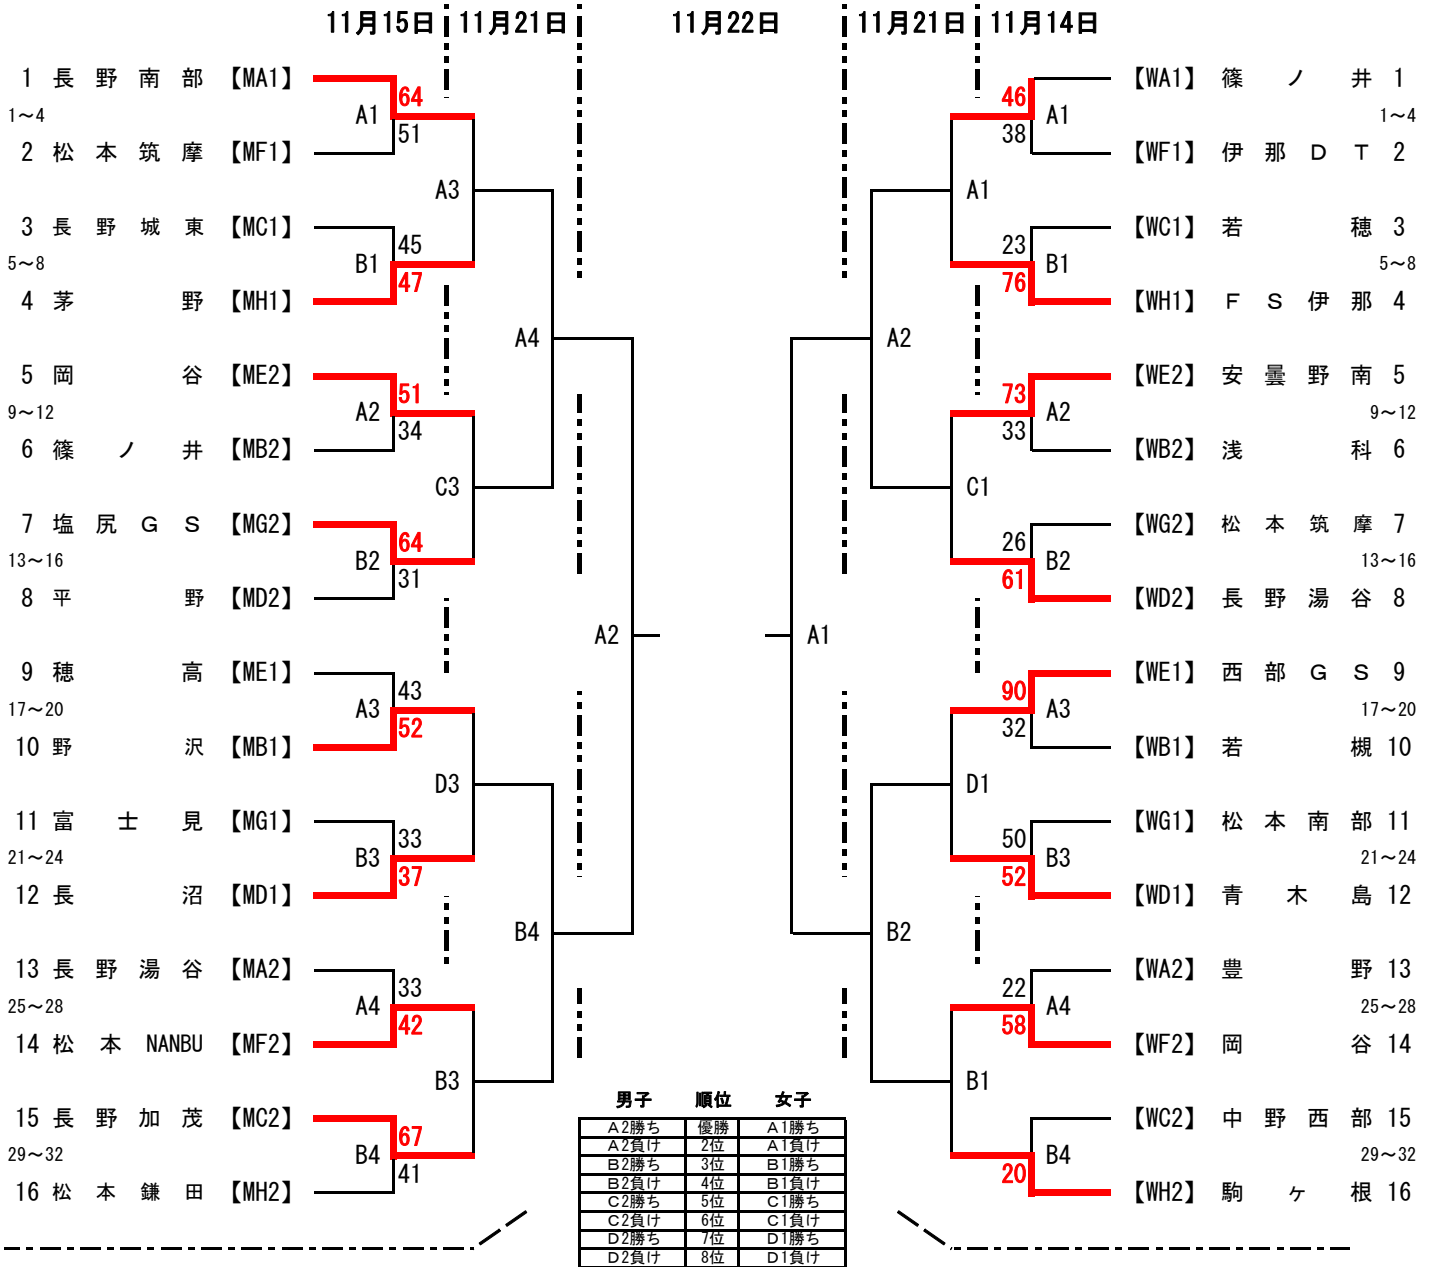 11月15日 11月21日 11月22日 11月21日 11月14日
1 長野南部 【MA1】 64 46 【WA1】 篠ノ井 1
1～4 A1 A1 1～4
2 松本筑摩 【MF1】 51 38 【WF1】 伊那DT 2
A3 A1
3 長野城東 【MC1】 45 23 【WC1】 若穂 3
5～8 B1 B1 5～8
4 茅野 【MH1】 47 76 【WH1】 FS伊那 4
A4 A2
5 岡谷 【ME2】 51 73 【WE2】 安曇野南 5
9～12 A2 A2 9～12
6 篠ノ井 【MB2】 34 33 【WB2】 浅科 6
C3 C1
7 塩尻GS 【MG2】 64 26 【WG2】 松本筑摩 7
13～16 B2 B2 13～16
8 平野 【MD2】 31 61 【WD2】 長野湯谷 8
A2 A1
9 穂高 【ME1】 43 90 【WE1】 西部GS 9
17～20 A3 A3 17～20
10 野沢 【MB1】 52 32 【WB1】 若槻 10
D3 D1
11 富士見 【MG1】 33 50 【WG1】 松本南部 11
21～24 B3 B3 21～24
12 長沼 【MD1】 37 52 【WD1】 青木島 12
B4 B2
13 長野湯谷 【MA2】 33 22 【WA2】 豊野 13
25～28 A4 A4 25～28
14 松本NANBU 【MF2】 42 58 【WF2】 岡谷 14
B3 B1
15 長野加茂 【MC2】 67 【WC2】 中野西部 15
29～32 B4 B4 29～32
16 松本鎌田 【MH2】 41 20 【WH2】 駒ヶ根 16
男子 順位 女子
A2勝ち 優勝 A1勝ち
A2負け 2位 A1負け
B2勝ち 3位 B1勝ち
B2負け 4位 B1負け
C2勝ち 5位 C1勝ち
C2負け 6位 C1負け
D2勝ち 7位 D1勝ち
D2負け 8位 D1負け